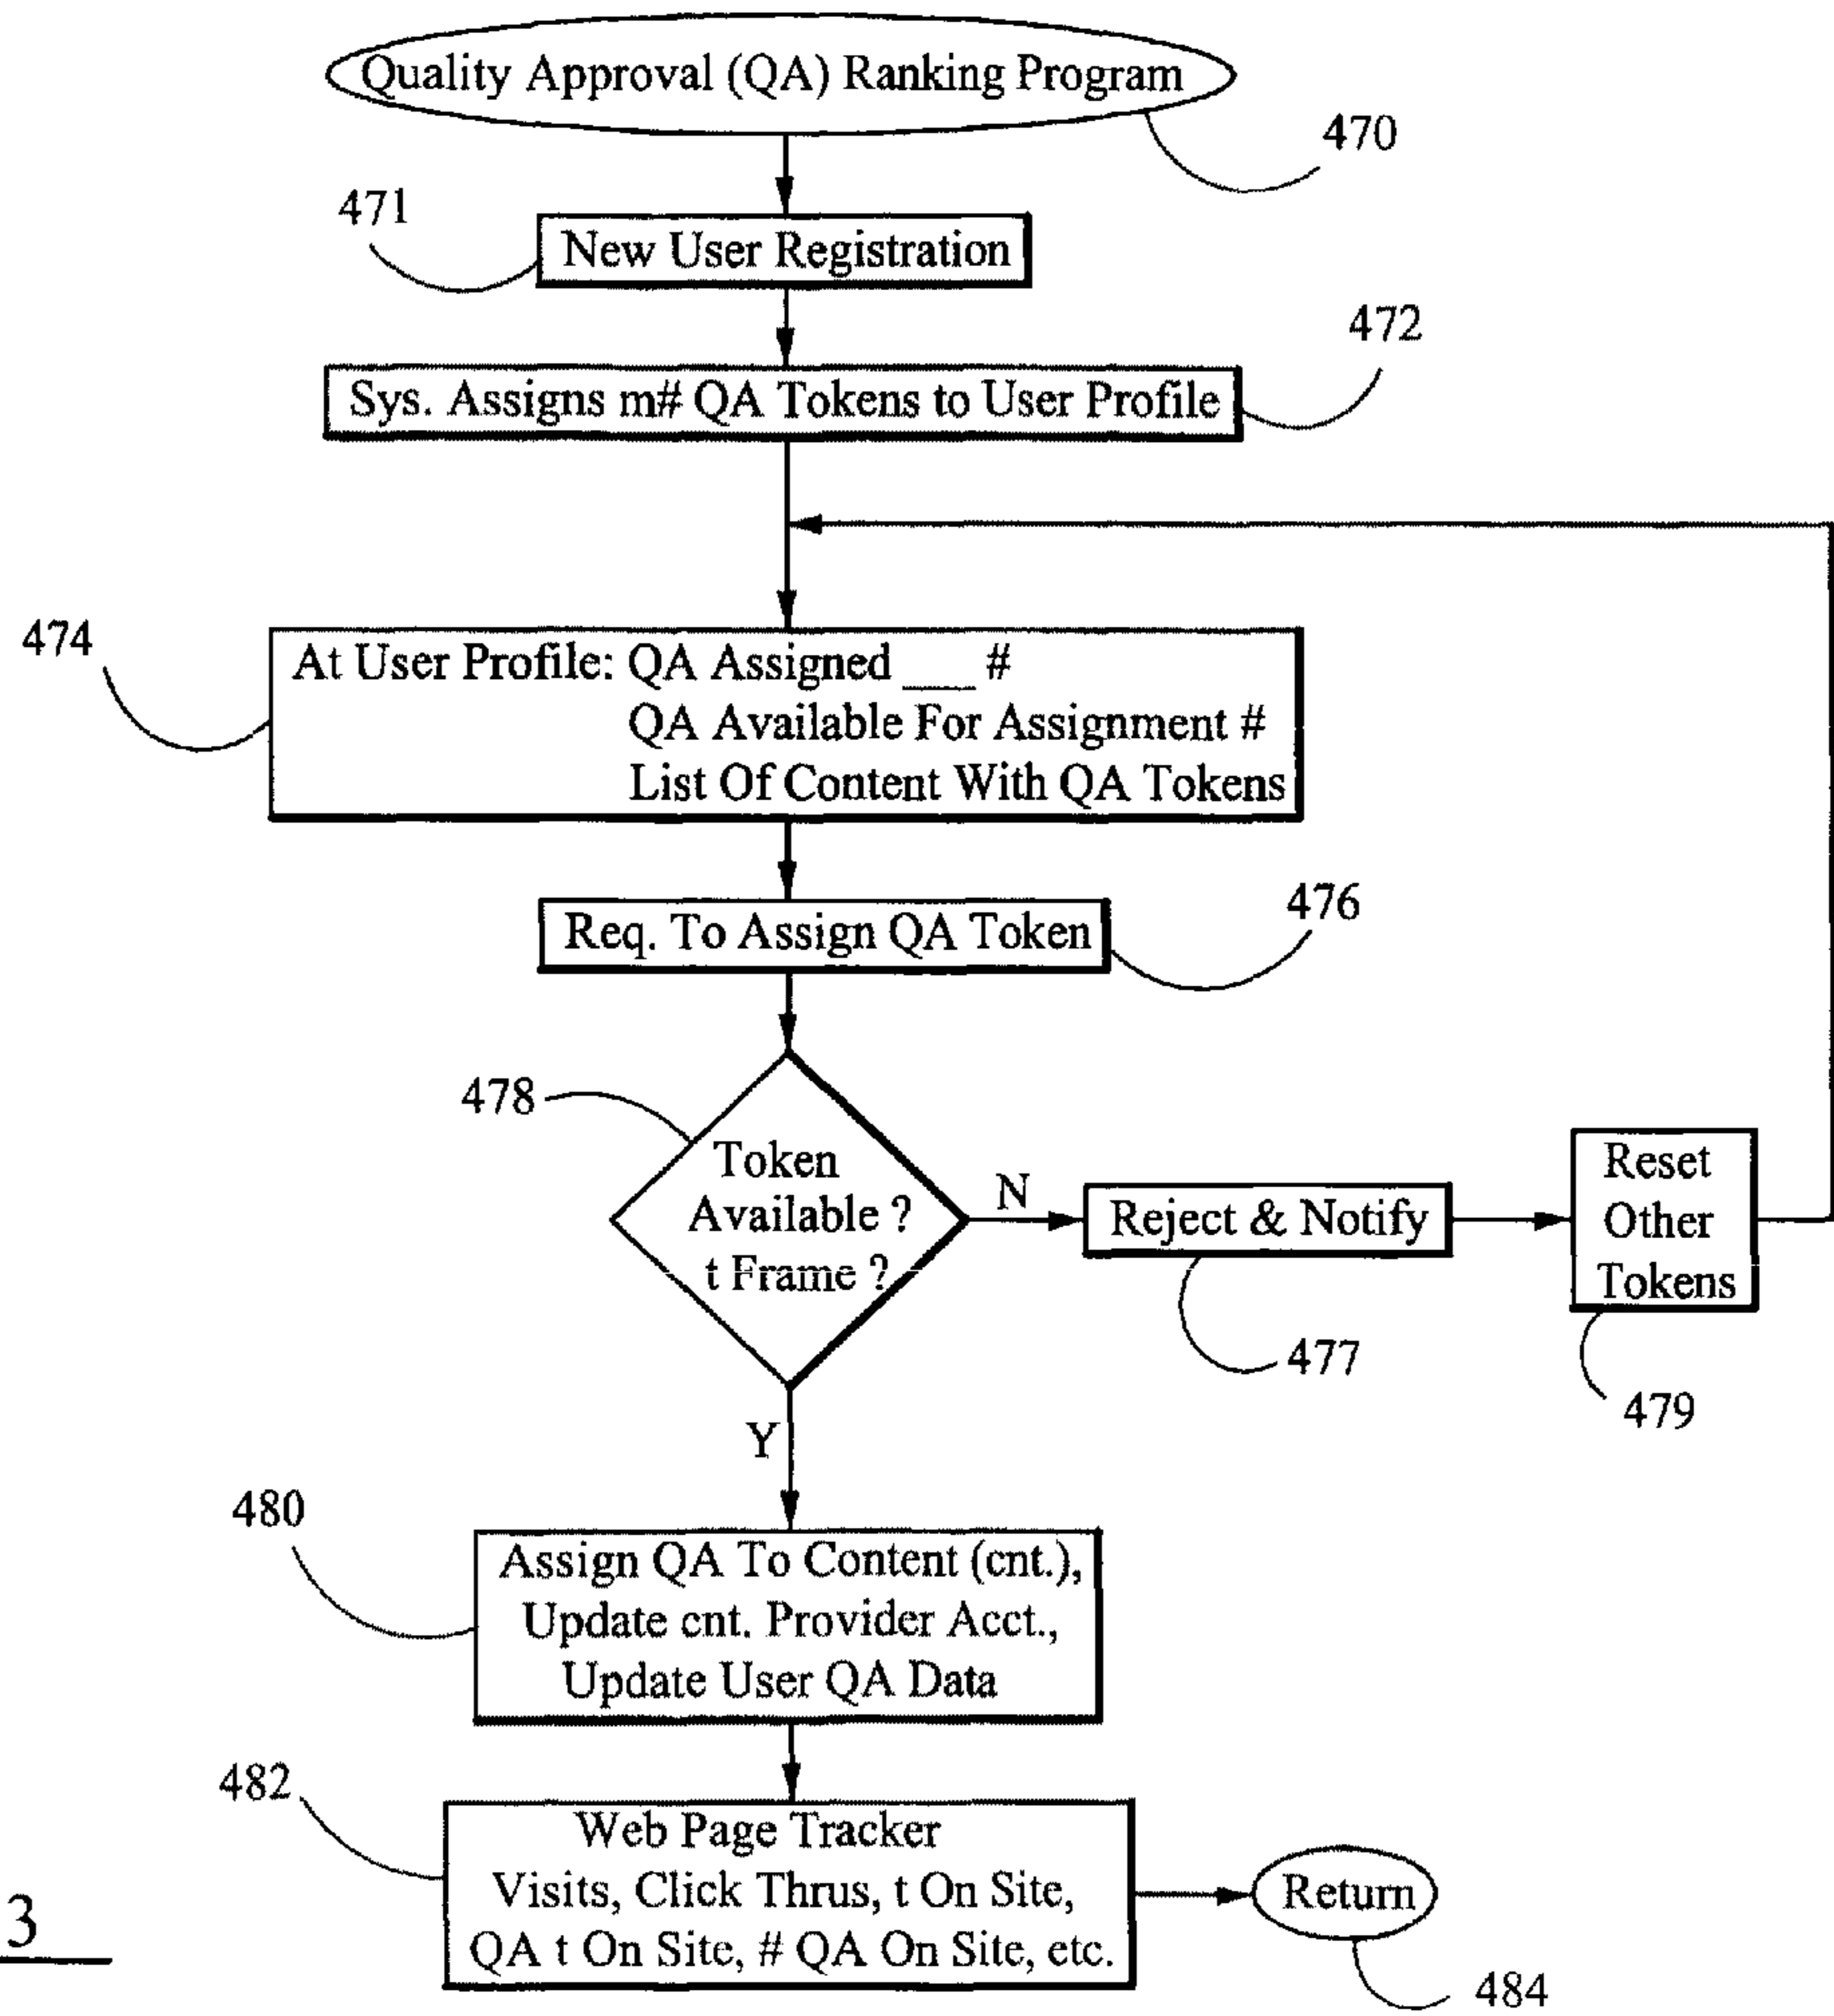 Quality Approval (QA) Ranking Program
470
471
New User Registration
472
Sys. Assigns m# QA Tokens to User Profile
474
At User Profile: QA Assigned ___ #
QA Available For Assignment #
List Of Content With QA Tokens
476
Req. To Assign QA Token
478
Token
Available ?
t Frame ?
N
Reject & Notify
477
Reset
Other
Tokens
479
Y
480
Assign QA To Content (cnt.),
Update cnt. Provider Acct.,
Update User QA Data
482
Web Page Tracker
Visits, Click Thrus, t On Site,
QA t On Site, # QA On Site, etc.
Return
484
3